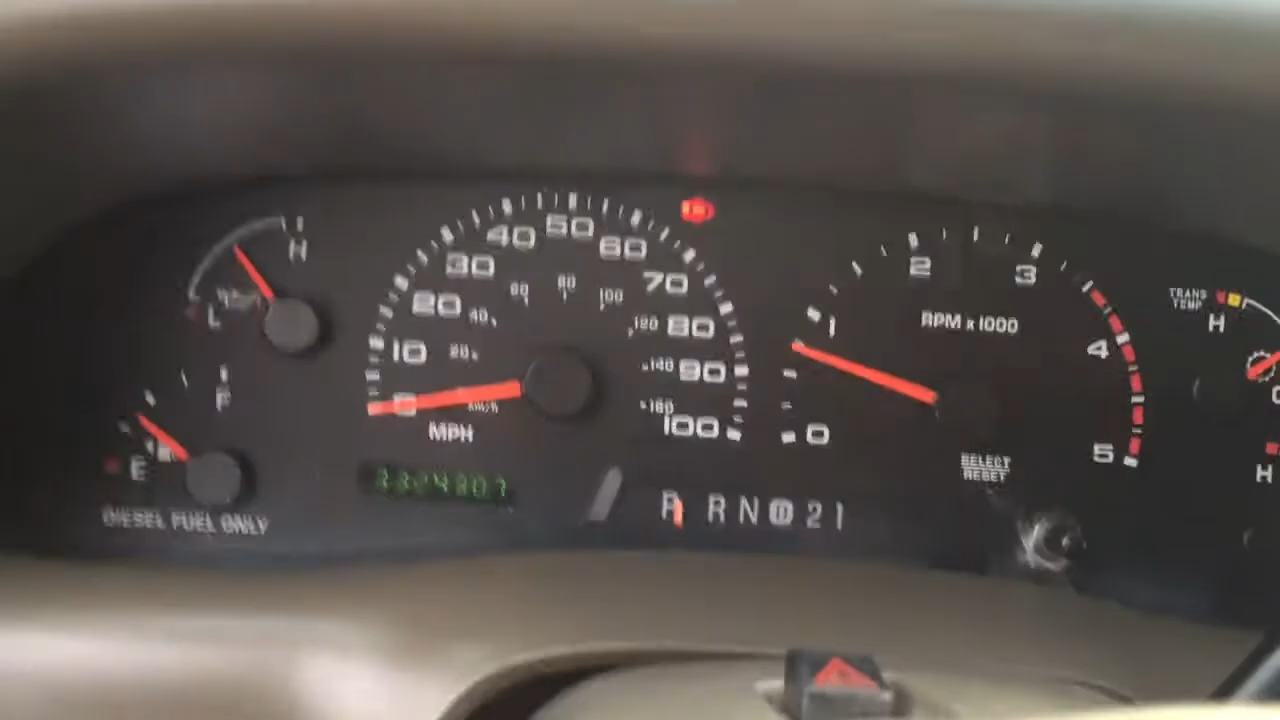 H
L
F
E
DIESEL FUEL ONLY
0 10 20 30 40 50 60 70 80 90 100
20 40 60 80 100 120 140 160
km/h
MPH
P R N D 2 1
0 1 2 3 4 5
RPM x 1000
SELECT
RESET
TRANS
TEMP
H
H